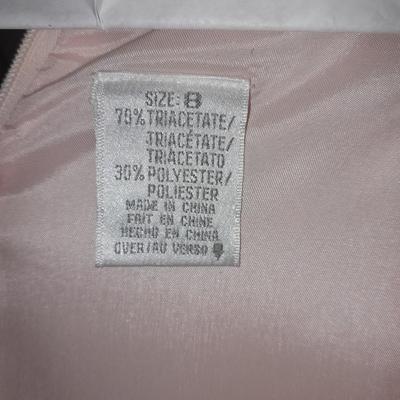 SIZE: 8
70% TRIACETATE/
TRIACÉTATE/
TRIACETATO
30% POLYESTER/
POLIESTER
MADE IN CHINA
FAIT EN CHINE
HECHO EN CHINA
OVER/AU VERSO